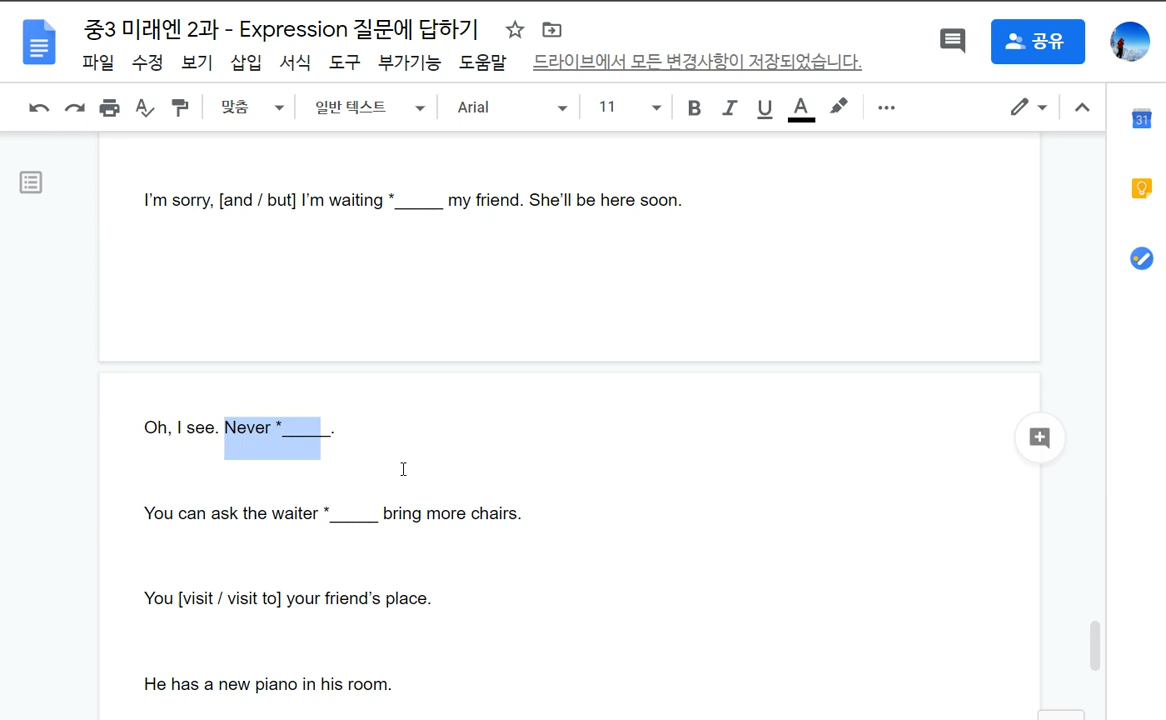 중3 미래엔 2과 - Expression 질문에 답하기
공유
파일 수정 보기 삽입 서식 도구 부가기능 도움말 드라이브에서 모든 변경사항이 저장되었습니다.
맞춤 일반 텍스트 Arial 11 B I U A
31
I'm sorry, [and / but] I'm waiting *_____ my friend. She'll be here soon.
Oh, I see. Never *_____.
You can ask the waiter *_____ bring more chairs.
You [visit / visit to] your friend's place.
He has a new piano in his room.